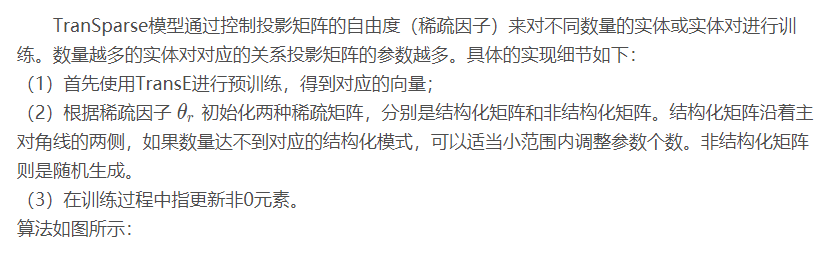 TranSparse模型通过控制投影矩阵的自由度（稀疏因子）来对不同数量的实体或实体对进行训
练。数量越多的实体对对应的关系投影矩阵的参数越多。具体的实现细节如下：
（1）首先使用TransE进行预训练，得到对应的向量；
（2）根据稀疏因子 θr 初始化两种稀疏矩阵，分别是结构化矩阵和非结构化矩阵。结构化矩阵沿着主
对角线的两侧，如果数量达不到对应的结构化模式，可以适当小范围内调整参数个数。非结构化矩阵
则是随机生成。
（3）在训练过程中指更新非0元素。
算法如图所示：